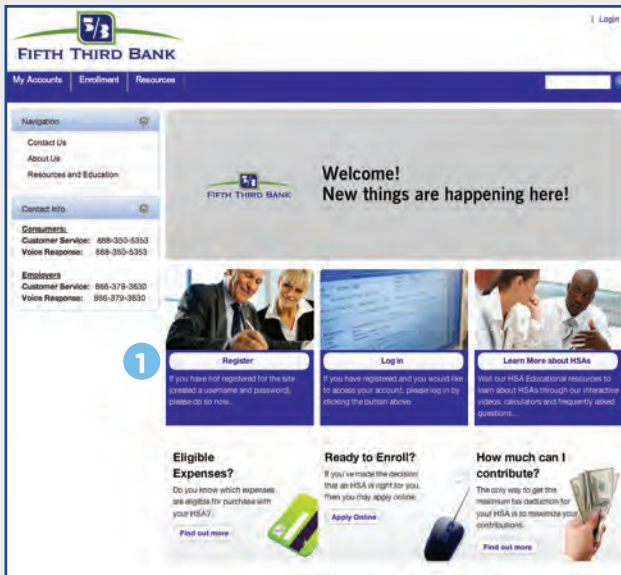 5/3
FIFTH THIRD BANK
| Login
My Accounts
Enrollment
Resources
Navigation
Contact Us
About Us
Resources and Education
Contact Info
Consumers:
Customer Service: 888-350-5353
Voice Response: 888-350-5353
Employers
Customer Service: 866-379-3830
Voice Response: 866-379-3830
5/3
FIFTH THIRD BANK
Welcome!
New things are happening here!
1
Register
If you have not registered for the site
(created a username and password),
please do so now.
Log in
If you have registered and you would like
to access your account, please log in by
clicking the button above.
Learn More about HSAs
Visit our HSA Educational resources to
learn about HSAs through our interactive
videos, calculators and frequently asked
questions.
Eligible
Expenses?
Do you know which expenses
are eligible for purchase with
your HSA?
Find out more
Ready to Enroll?
If you've made the decision
that an HSA is right for you,
then you may apply online.
Apply Online
How much can I
contribute?
The only way to get the
maximum tax deduction for
your HSA is to maximize your
contributions.
Find out more